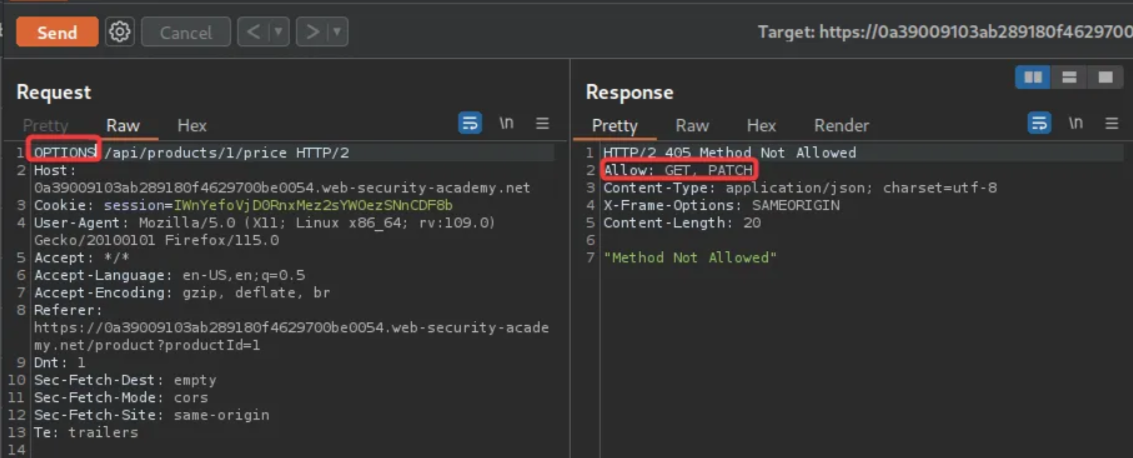 Send Cancel < > Target: https://0a39009103ab289180f4629700
Request
Pretty Raw Hex \n
1 OPTIONS /api/products/1/price HTTP/2
2 Host:
0a39009103ab289180f4629700be0054.web-security-academy.net
3 Cookie: session=IWnYefoVjDORnxMez2sYWOezSNnCDF8b
4 User-Agent: Mozilla/5.0 (X11; Linux x86_64; rv:109.0)
Gecko/20100101 Firefox/115.0
5 Accept: */*
6 Accept-Language: en-US,en;q=0.5
7 Accept-Encoding: gzip, deflate, br
8 Referer:
https://0a39009103ab289180f4629700be0054.web-security-acade
my.net/product?productId=1
9 Dnt: 1
10 Sec-Fetch-Dest: empty
11 Sec-Fetch-Mode: cors
12 Sec-Fetch-Site: same-origin
13 Te: trailers
14
Response
Pretty Raw Hex Render \n
1 HTTP/2 405 Method Not Allowed
2 Allow: GET, PATCH
3 Content-Type: application/json; charset=utf-8
4 X-Frame-Options: SAMEORIGIN
5 Content-Length: 20
6
7 "Method Not Allowed"